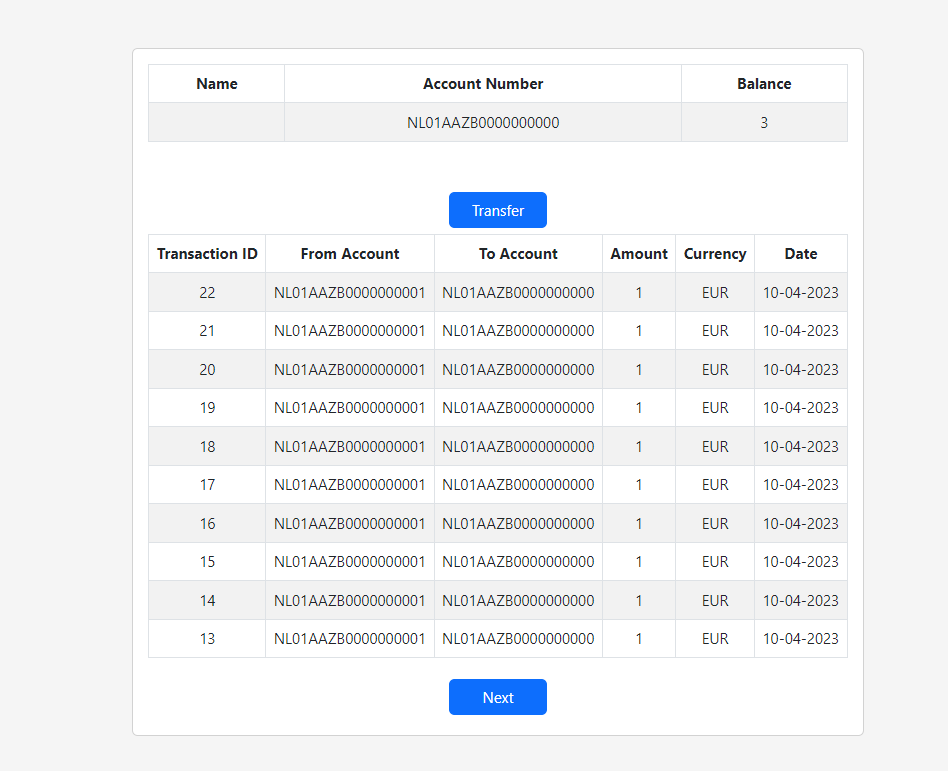 Name Account Number Balance
NL01AAZB0000000000 3
Transfer
Transaction ID From Account To Account Amount Currency Date
22 NL01AAZB0000000001 NL01AAZB0000000000 1 EUR 10-04-2023
21 NL01AAZB0000000001 NL01AAZB0000000000 1 EUR 10-04-2023
20 NL01AAZB0000000001 NL01AAZB0000000000 1 EUR 10-04-2023
19 NL01AAZB0000000001 NL01AAZB0000000000 1 EUR 10-04-2023
18 NL01AAZB0000000001 NL01AAZB0000000000 1 EUR 10-04-2023
17 NL01AAZB0000000001 NL01AAZB0000000000 1 EUR 10-04-2023
16 NL01AAZB0000000001 NL01AAZB0000000000 1 EUR 10-04-2023
15 NL01AAZB0000000001 NL01AAZB0000000000 1 EUR 10-04-2023
14 NL01AAZB0000000001 NL01AAZB0000000000 1 EUR 10-04-2023
13 NL01AAZB0000000001 NL01AAZB0000000000 1 EUR 10-04-2023
Next